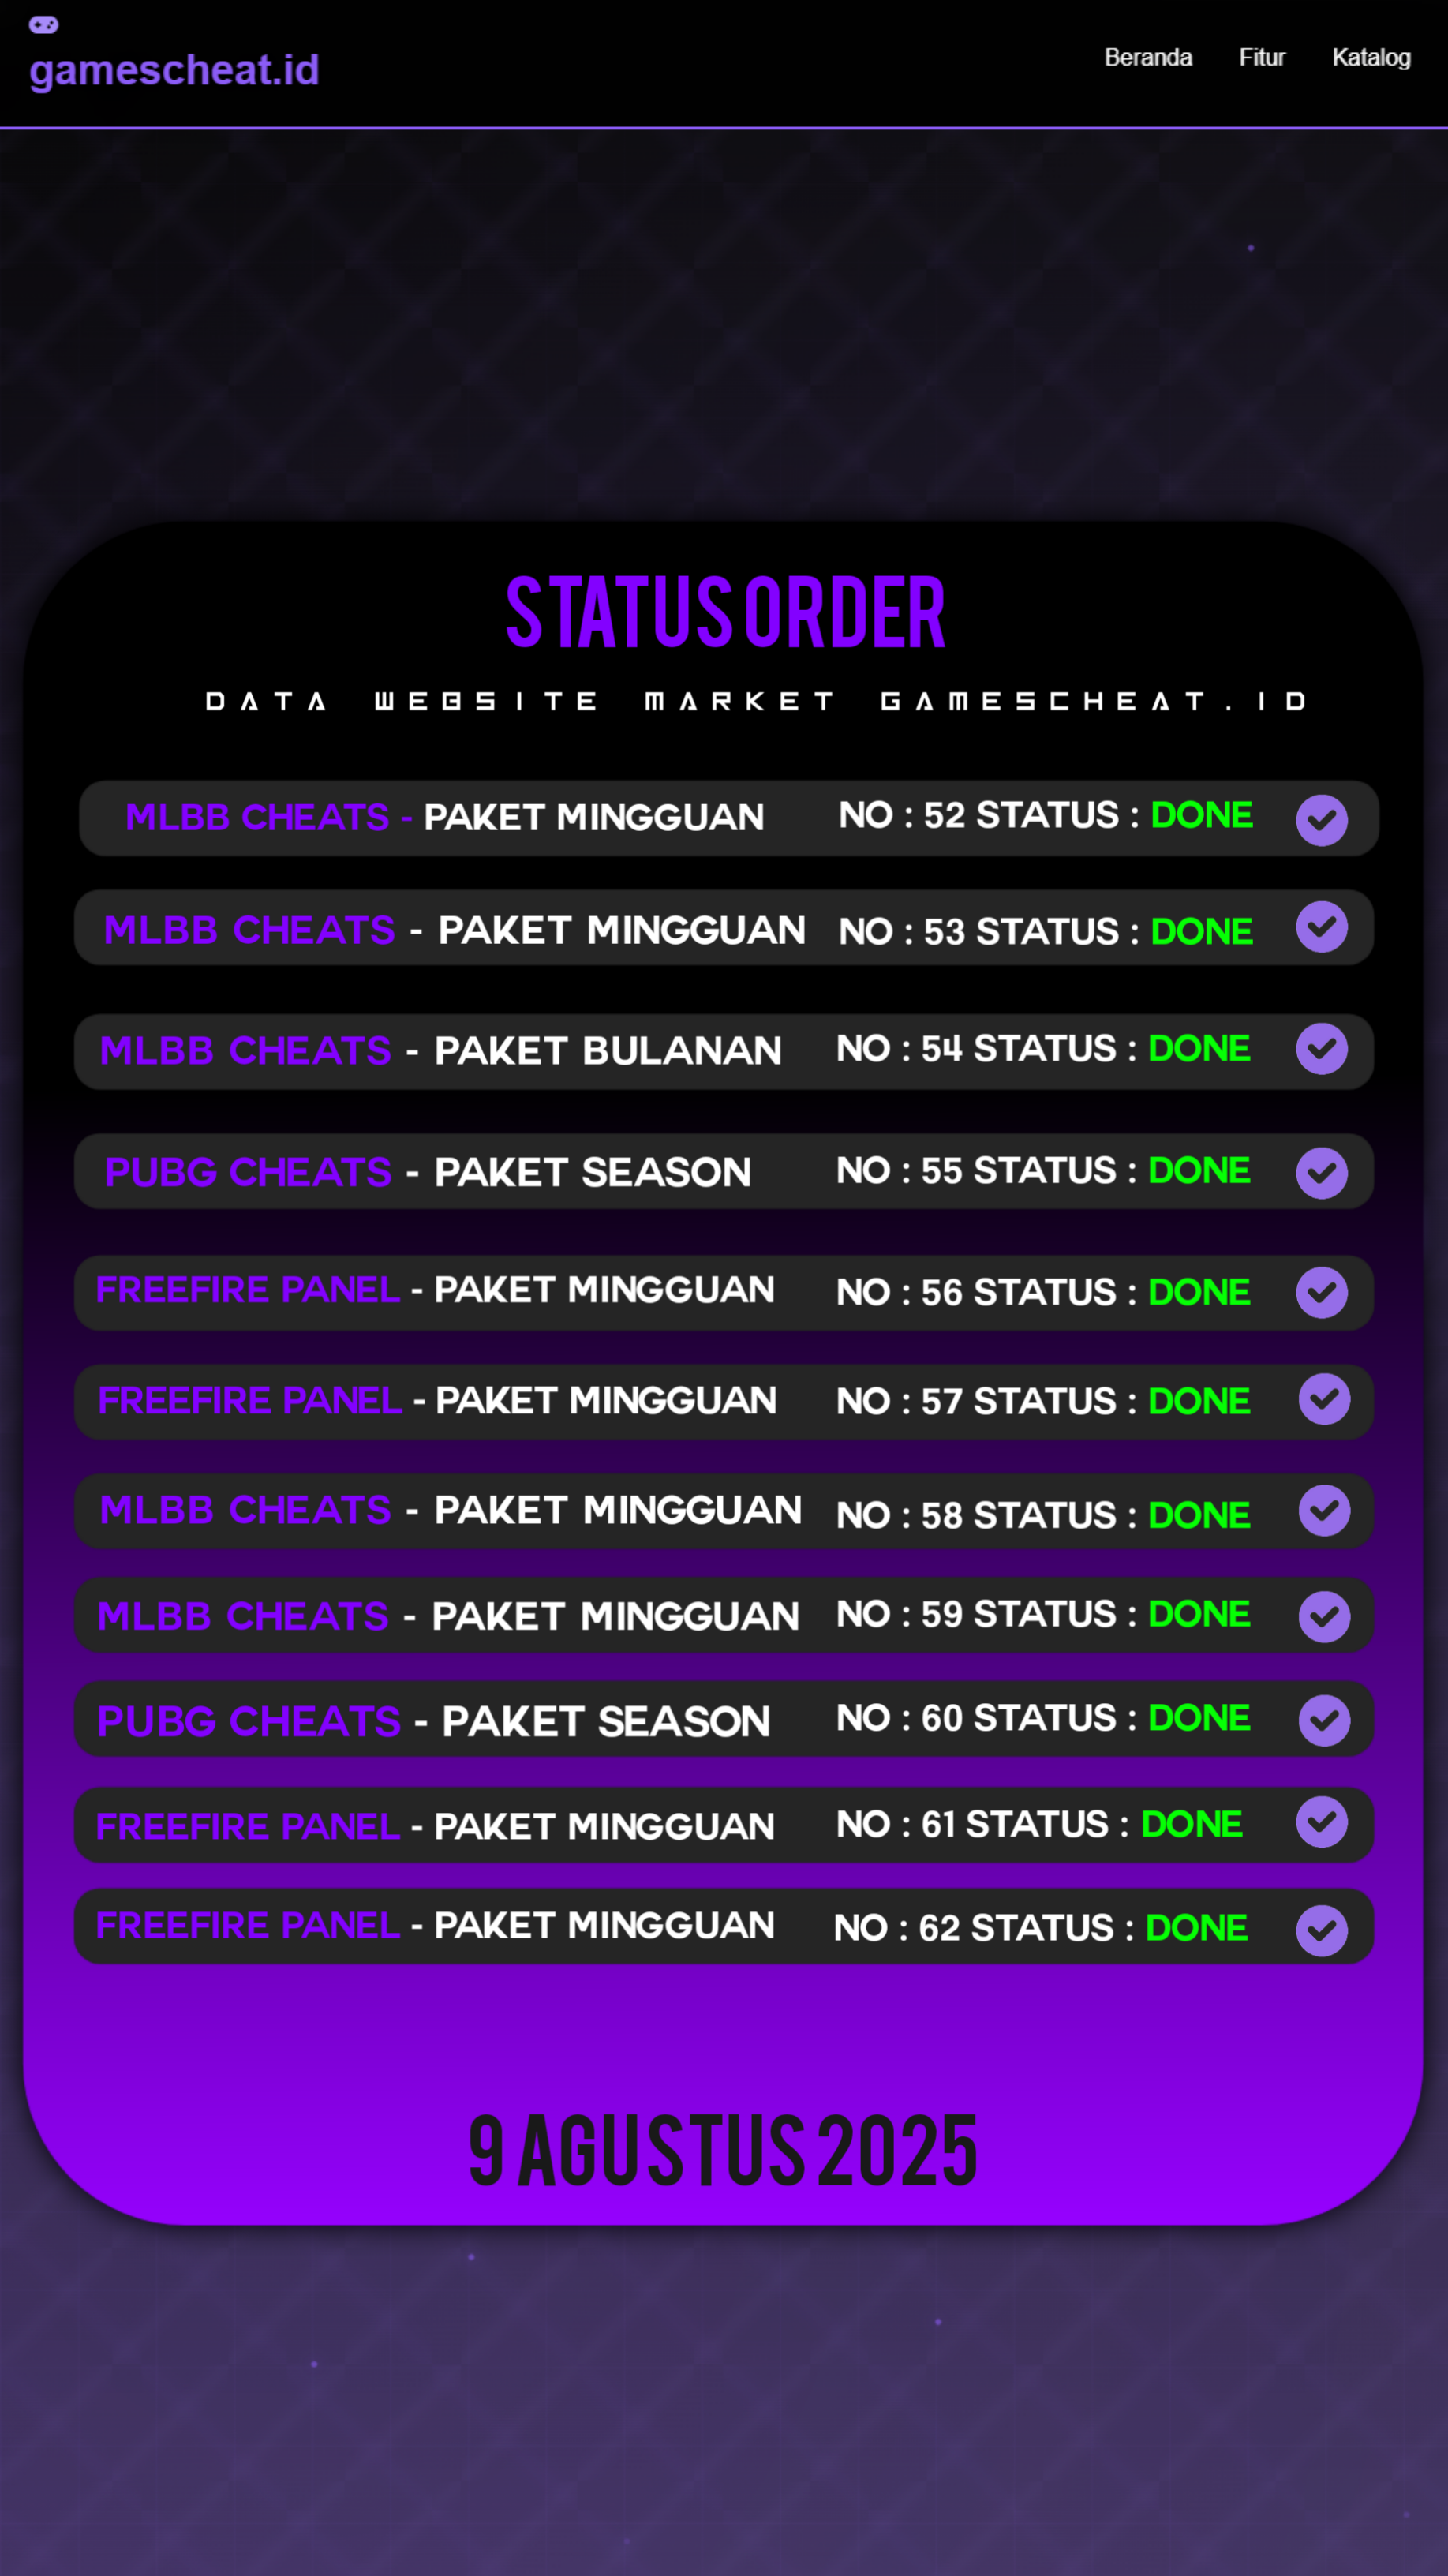 gamescheat.id
Beranda Fitur Katalog
STATUS ORDER
DATA WEBSITE MARKET GAMESCHEAT.ID
MLBB CHEATS - PAKET MINGGUAN NO : 52 STATUS : DONE
MLBB CHEATS - PAKET MINGGUAN NO : 53 STATUS : DONE
MLBB CHEATS - PAKET BULANAN NO : 54 STATUS : DONE
PUBG CHEATS - PAKET SEASON NO : 55 STATUS : DONE
FREEFIRE PANEL - PAKET MINGGUAN NO : 56 STATUS : DONE
FREEFIRE PANEL - PAKET MINGGUAN NO : 57 STATUS : DONE
MLBB CHEATS - PAKET MINGGUAN NO : 58 STATUS : DONE
MLBB CHEATS - PAKET MINGGUAN NO : 59 STATUS : DONE
PUBG CHEATS - PAKET SEASON NO : 60 STATUS : DONE
FREEFIRE PANEL - PAKET MINGGUAN NO : 61 STATUS : DONE
FREEFIRE PANEL - PAKET MINGGUAN NO : 62 STATUS : DONE
9 AGUSTUS 2025